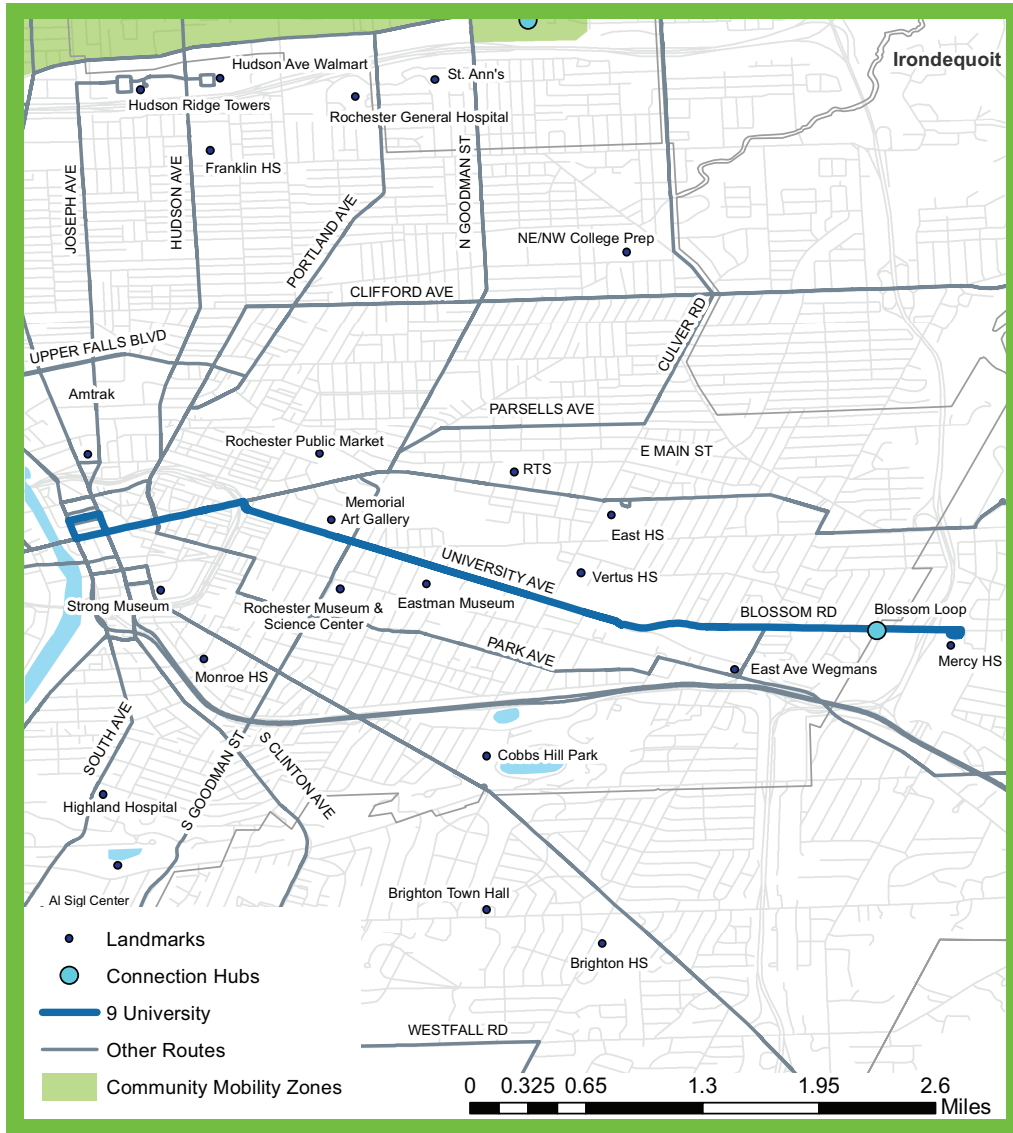 Irondequoit
Hudson Ave Walmart
St. Ann's
Hudson Ridge Towers
Rochester General Hospital
Franklin HS
JOSEPH AVE
HUDSON AVE
PORTLAND AVE
N GOODMAN ST
NE/NW College Prep
CLIFFORD AVE
CULVER RD
UPPER FALLS BLVD
Amtrak
PARSELLS AVE
Rochester Public Market
E MAIN ST
RTS
Memorial
Art Gallery
East HS
UNIVERSITY AVE
Vertus HS
Strong Museum
Rochester Museum &
Science Center
Eastman Museum
BLOSSOM RD
Blossom Loop
PARK AVE
Mercy HS
East Ave Wegmans
Monroe HS
SOUTH AVE
S GOODMAN ST
S CLINTON AVE
Cobbs Hill Park
Highland Hospital
Al Sigl Center
Brighton Town Hall
Brighton HS
WESTFALL RD
Landmarks
Connection Hubs
9 University
Other Routes
Community Mobility Zones
0 0.325 0.65 1.3 1.95 2.6
Miles